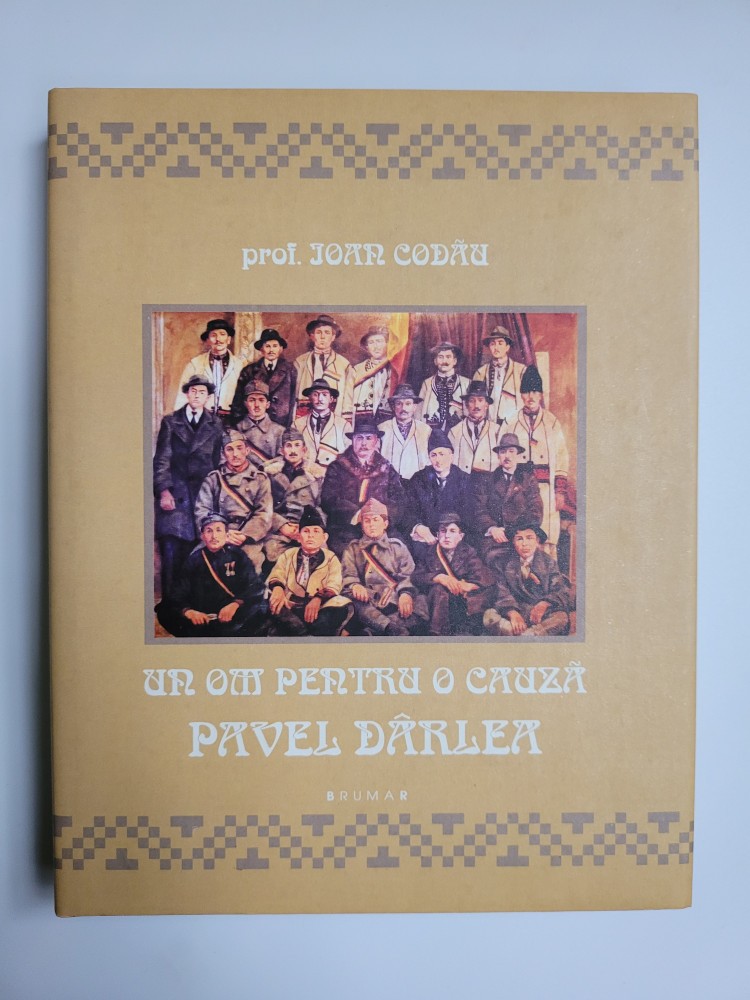 prof. IOAN CODĂU
UN OM PENTRU O CAUZĂ
PAVEL DÂRLEA
BRUMAR